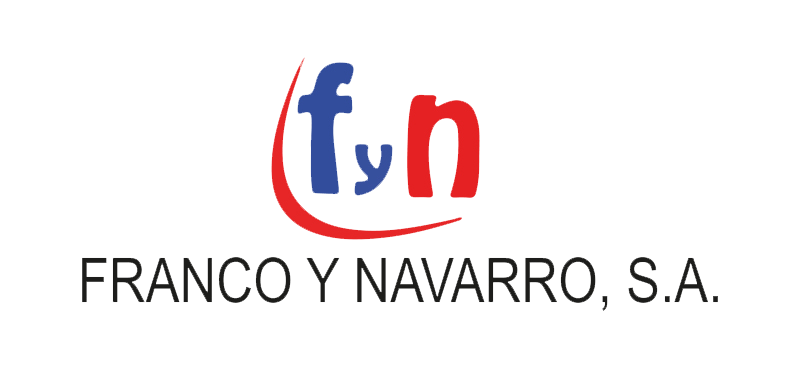 fyn
FRANCO Y NAVARRO, S.A.